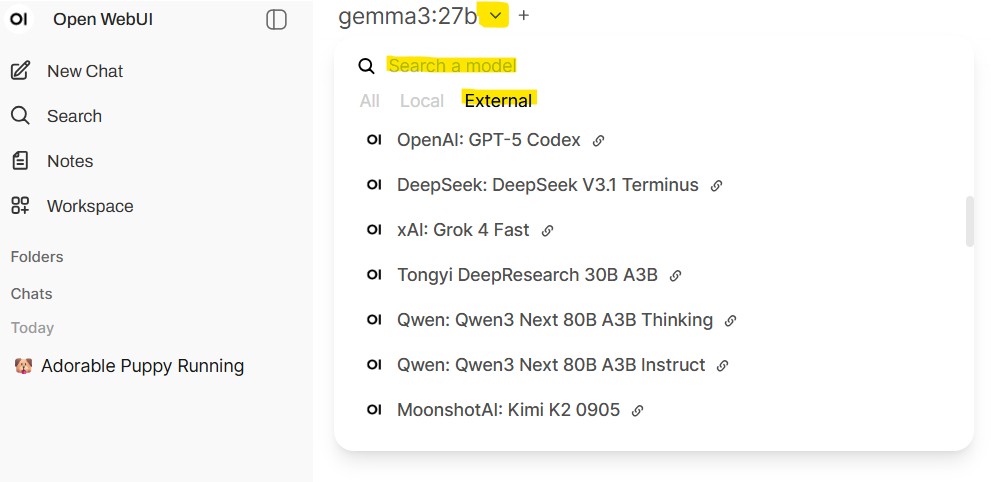 OI Open WebUI
New Chat
Search
Notes
Workspace
Folders
Chats
Today
Adorable Puppy Running
gemma3:27b +
Search a model
All Local External
OI OpenAI: GPT-5 Codex
OI DeepSeek: DeepSeek V3.1 Terminus
OI xAI: Grok 4 Fast
OI Tongyi DeepResearch 30B A3B
OI Qwen: Qwen3 Next 80B A3B Thinking
OI Qwen: Qwen3 Next 80B A3B Instruct
OI MoonshotAI: Kimi K2 0905